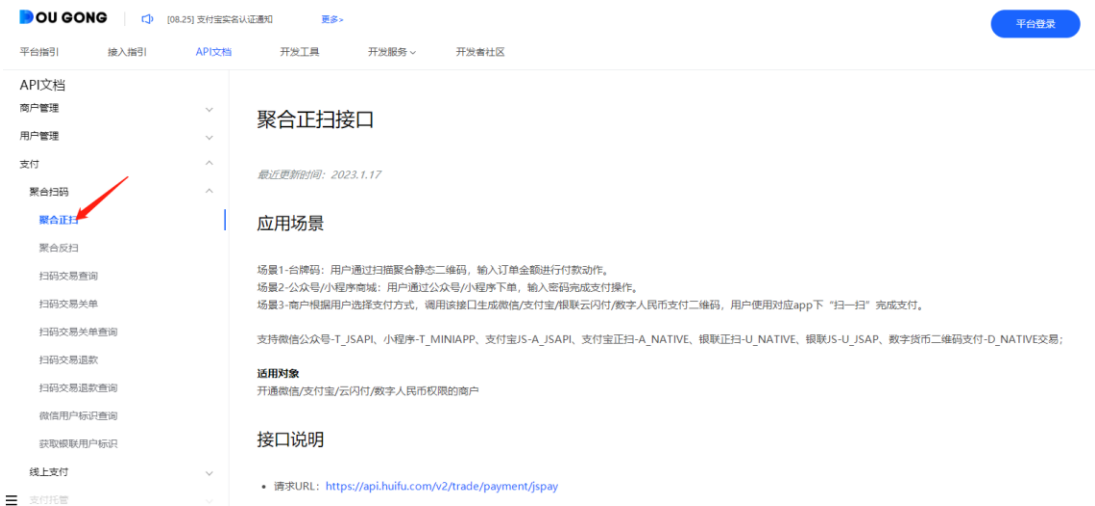 DOU GONG
[08.25] 支付宝实名认证通知
更多>
平台登录
平台指引 接入指引 API文档 开发工具 开发服务 开发者社区
API文档
商户管理
用户管理
支付
聚合扫码
聚合正扫
聚合反扫
扫码交易查询
扫码交易关单
扫码交易关单查询
扫码交易退款
扫码交易退款查询
微信用户标识查询
获取银联用户标识
线上支付
支付托管
聚合正扫接口
最近更新时间：2023.1.17
应用场景
场景1-台牌码：用户通过扫描聚合静态二维码，输入订单金额进行付款动作。
场景2-公众号/小程序商城：用户通过公众号/小程序下单，输入密码完成支付操作。
场景3-商户根据用户选择支付方式，调用该接口生成微信/支付宝/银联云闪付/数字人民币支付二维码，用户使用对应app下“扫一扫”完成支付。
支持微信公众号-T_JSAPI、小程序-T_MINIAPP、支付宝JS-A_JSAPI、支付宝正扫-A_NATIVE、银联正扫-U_NATIVE、银联JS-U_JSAP、数字货币二维码支付-D_NATIVE交易；
适用对象
开通微信/支付宝/云闪付/数字人民币权限的商户
接口说明
• 请求URL：https://api.huifu.com/v2/trade/payment/jspay